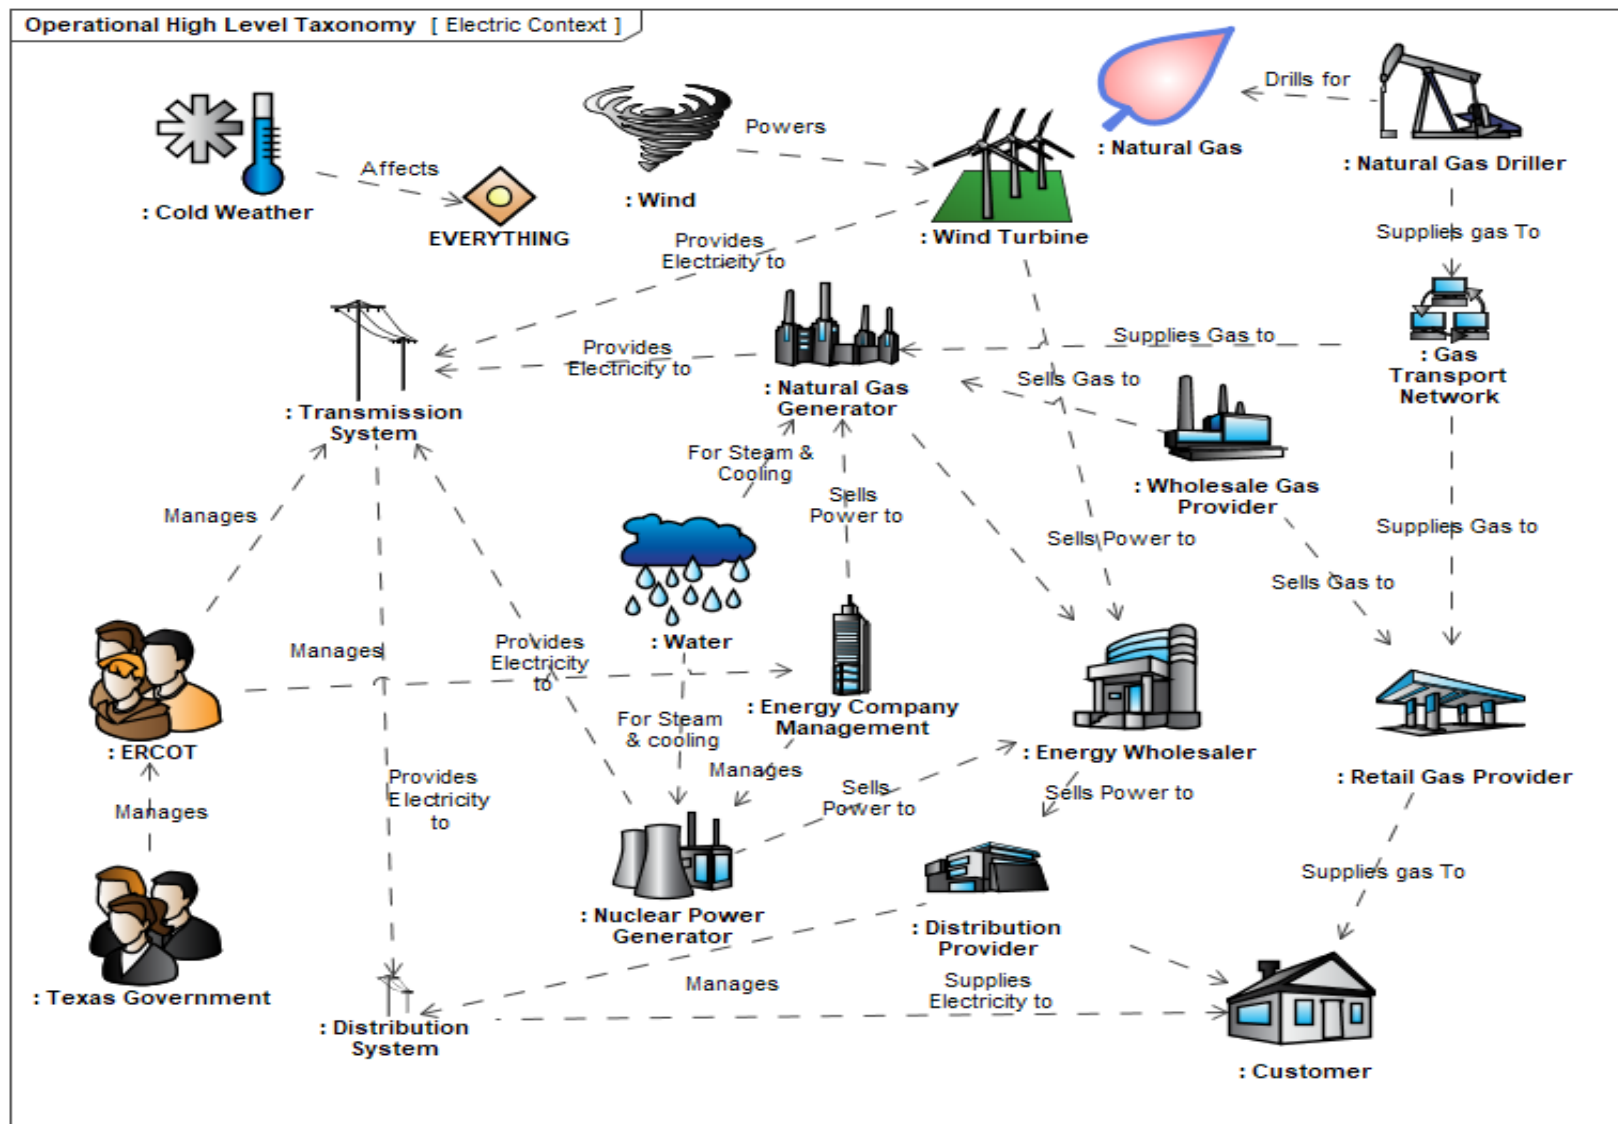 Operational High Level Taxonomy [ Electric Context ]
Drills for
Powers
: Natural Gas
: Natural Gas Driller
Affects
: Cold Weather
: Wind
EVERYTHING
: Wind Turbine
Supplies gas To
Provides
Electricity to
Supplies Gas to
Provides
Electricity to
: Gas
Transport
Network
Sells Gas to
: Natural Gas
Generator
: Transmission
System
For Steam &
Cooling
: Wholesale Gas
Provider
Sells
Power to
Manages
Supplies Gas to
Sells Power to
Sells Gas to
: Water
Provides
Electricity
to
Manages
: Energy Company
Management
For Steam
& cooling
: ERCOT
: Energy Wholesaler
Manages
: Retail Gas Provider
Provides
Electricity
to
Sells
Power to
Sells Power to
Manages
Supplies gas To
: Nuclear Power
Generator
: Distribution
Provider
Manages
Supplies
Electricity to
: Texas Government
: Distribution
System
: Customer